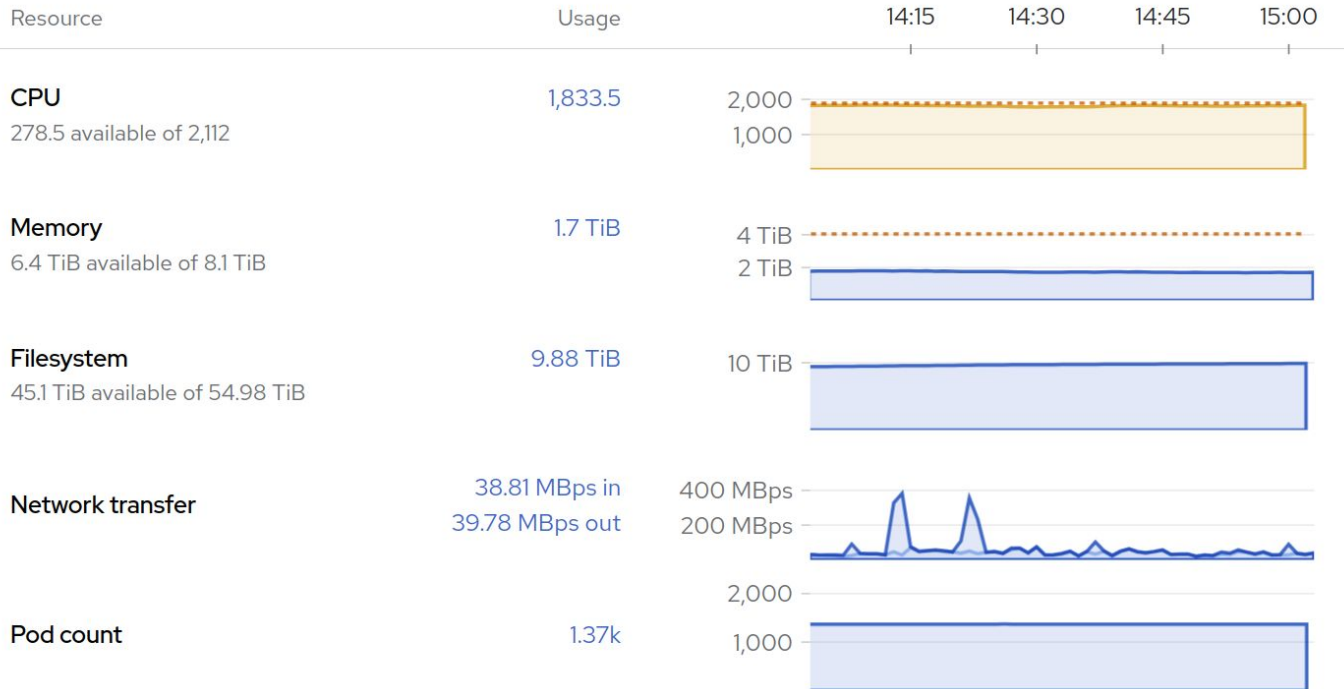 Resource Usage 14:15 14:30 14:45 15:00
CPU 1,833.5
278.5 available of 2,112
2,000
1,000
Memory 1.7 TiB
6.4 TiB available of 8.1 TiB
4 TiB
2 TiB
Filesystem 9.88 TiB
45.1 TiB available of 54.98 TiB
10 TiB
Network transfer
38.81 MBps in
39.78 MBps out
400 MBps
200 MBps
Pod count 1.37k
2,000
1,000